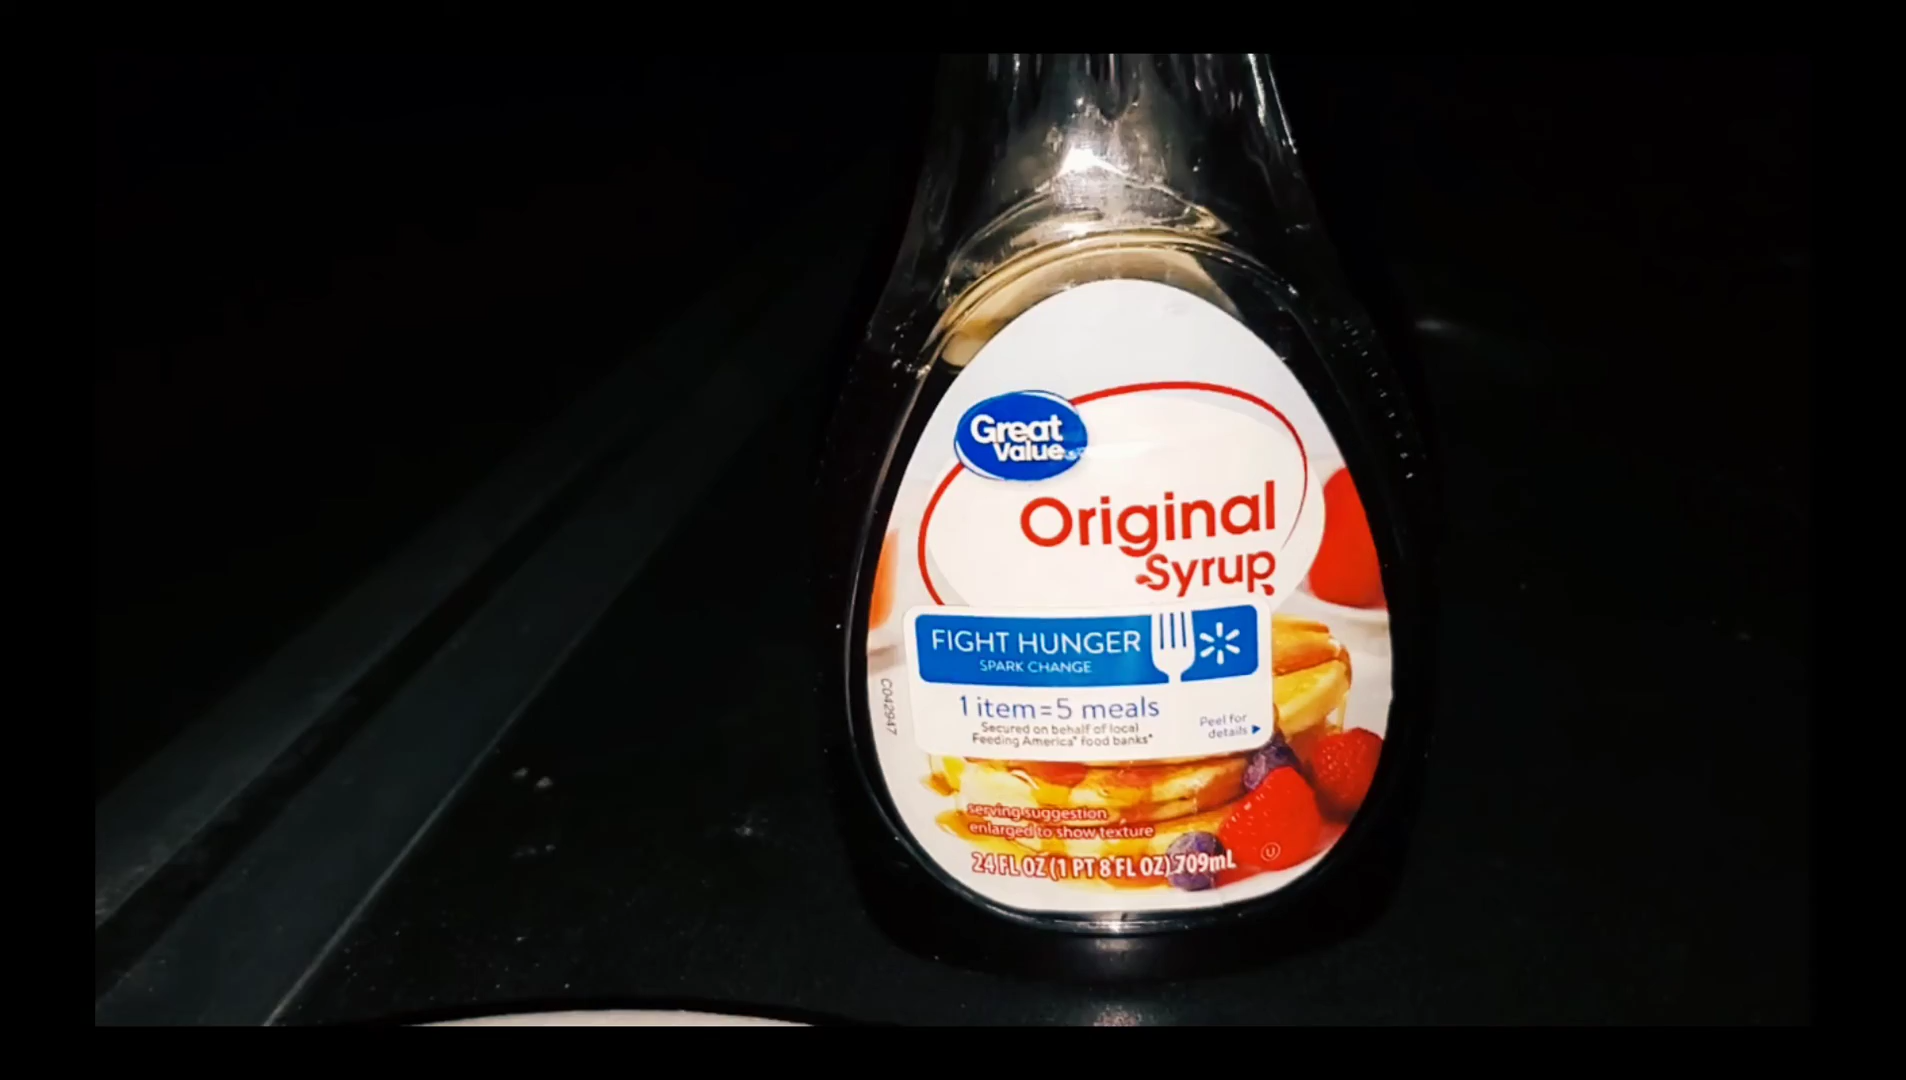 Great
Value
Original
Syrup
FIGHT HUNGER
SPARK CHANGE
1 item=5 meals
Secured on behalf of local
Feeding America® food banks*
Peel for
details ▶
C042947
serving suggestion
enlarged to show texture
24 FL OZ (1 PT 8 FL OZ) 709mL
U